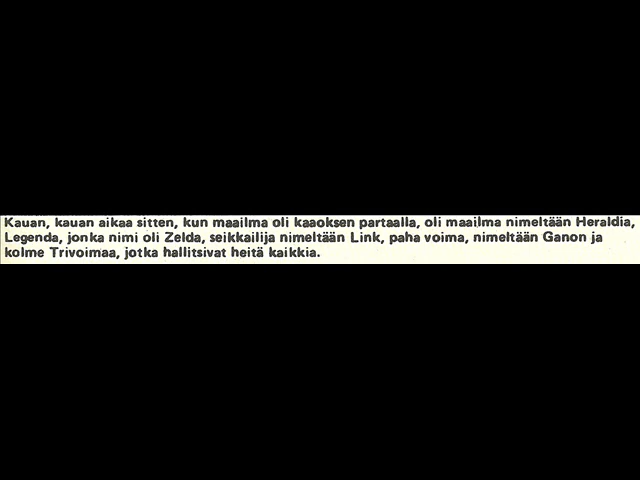 Kauan, kauan aikaa sitten, kun maailma oli kaaoksen partaalla, oli maailma nimeltään Heraldia,
Legenda, jonka nimi oli Zelda, seikkailija nimeltään Link, paha voima, nimeltään Ganon ja
kolme Trivoimaa, jotka hallitsivat heitä kaikkia.